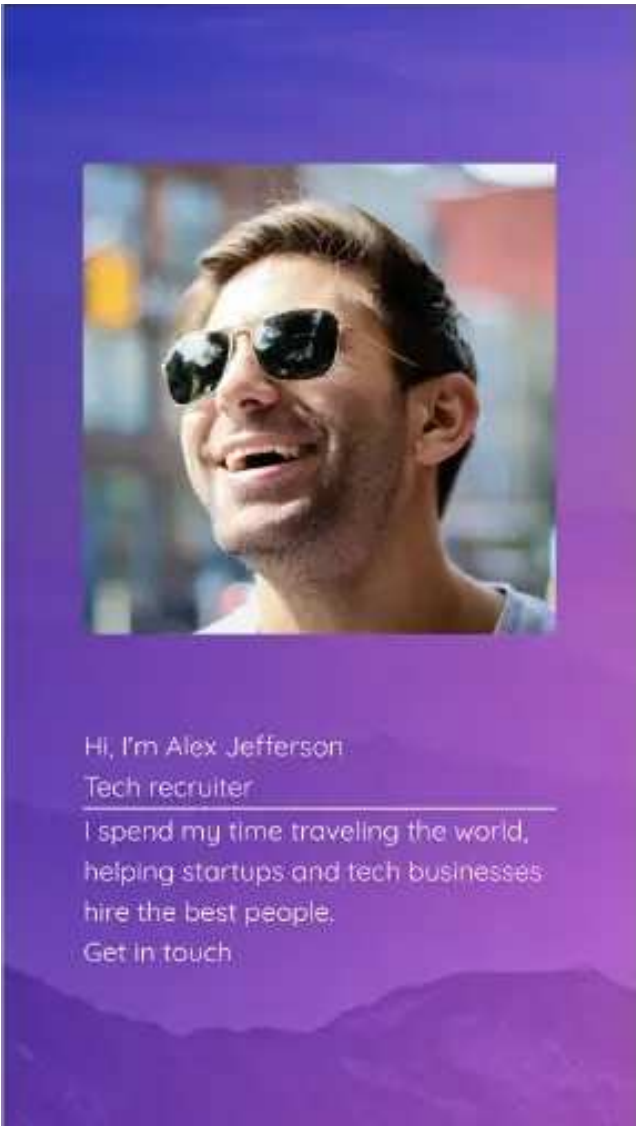 Hi, I'm Alex Jefferson
Tech recruiter
I spend my time traveling the world,
helping startups and tech businesses
hire the best people.
Get in touch